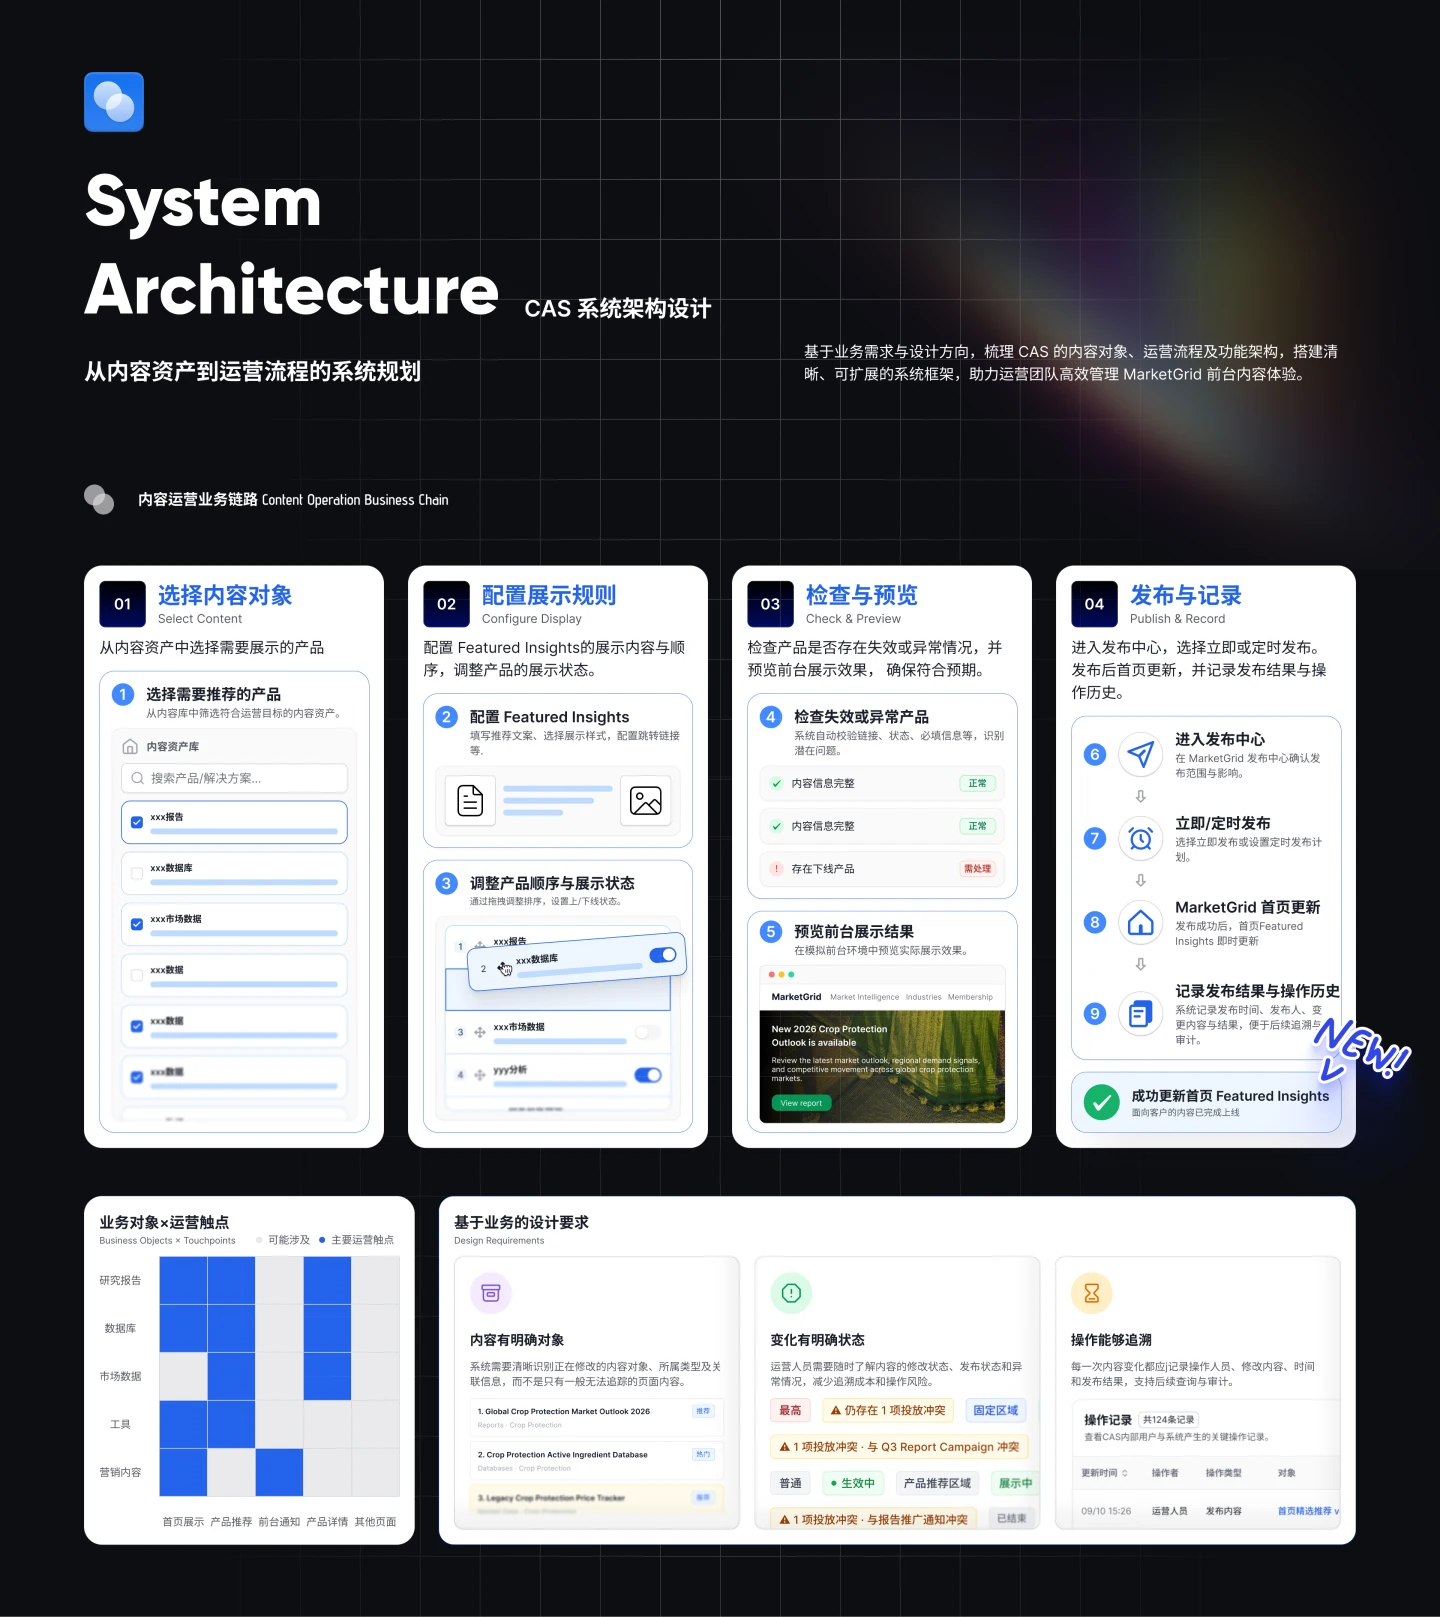 System
Architecture
CAS 系统架构设计
从内容资产到运营流程的系统规划
基于业务需求与设计方向，梳理 CAS 的内容对象、运营流程及功能架构，搭建清
晰、可扩展的系统框架，助力运营团队高效管理 MarketGrid 前台内容体验。
内容运营业务链路 Content Operation Business Chain
01
选择内容对象
Select Content
从内容资产中选择需要展示的产品
1
选择需要推荐的产品
从内容库中筛选符合运营目标的内容资产。
内容资产库
搜索产品/解决方案...
xxx报告
xxx数据库
xxx市场数据
xxx数据
xxx数据
xxx数据
02
配置展示规则
Configure Display
配置 Featured Insights的展示内容与顺
序，调整产品的展示状态。
2
配置 Featured Insights
填写推荐文案、选择展示样式，配置跳转链接
等.
3
调整产品顺序与展示状态
通过拖拽调整排序，设置上/下线状态。
1
xxx报告
2
xxx数据库
3
xxx市场数据
4
yyy分析
03
检查与预览
Check & Preview
检查产品是否存在失效或异常情况，并
预览前台展示效果， 确保符合预期。
4
检查失效或异常产品
系统自动校验链接、状态、必填信息等，识别
潜在问题。
内容信息完整
正常
内容信息完整
正常
存在下线产品
需处理
5
预览前台展示结果
在模拟前台环境中预览实际展示效果。
MarketGrid Market Intelligence Industries Membership
New 2026 Crop Protection
Outlook is available
Review the latest market outlook, regional demand signals,
and competitive movement across global crop protection
markets.
View report
04
发布与记录
Publish & Record
进入发布中心，选择立即或定时发布。
发布后首页更新，并记录发布结果与操
作历史。
6
进入发布中心
在 MarketGrid 发布中心确认发
布范围与影响。
7
立即/定时发布
选择立即发布或设置定时发布计
划。
8
MarketGrid 首页更新
发布成功后，首页Featured
Insights 即时更新
9
记录发布结果与操作历史
系统记录发布时间、发布人、变
更内容与结果，便于后续追溯与
审计。
NEW!
成功更新首页 Featured Insights
面向客户的内容已完成上线
业务对象×运营触点
Business Objects × Touchpoints
可能涉及
主要运营触点
研究报告
数据库
市场数据
工具
营销内容
首页展示 产品推荐 前台通知 产品详情 其他页面
基于业务的设计要求
Design Requirements
内容有明确对象
系统需要清晰识别正在修改的内容对象、所属类型及关
联信息，而不是只有一般无法追踪的页面内容。
1. Global Crop Protection Market Outlook 2026
推荐
Reports · Crop Protection
2. Crop Protection Active Ingredient Database
热门
Databases · Crop Protection
3. Legacy Crop Protection Price Tracker
推荐
变化有明确状态
运营人员需要随时了解内容的修改状态、发布状态和异
常情况，减少追溯成本和操作风险。
最高
仍存在 1 项投放冲突
固定区域
1 项投放冲突 · 与 Q3 Report Campaign 冲突
普通
生效中
产品推荐区域
展示中
1 项投放冲突 · 与报告推广通知冲突
已结束
操作能够追溯
每一次内容变化都应j记录操作人员、修改内容、时间
和发布结果，支持后续查询与审计。
操作记录
共124条记录
查看CAS内部用户与系统产生的关键操作记录。
更新时间 操作者 操作类型 对象
09/10 15:26 运营人员 发布内容 首页精选推荐 v